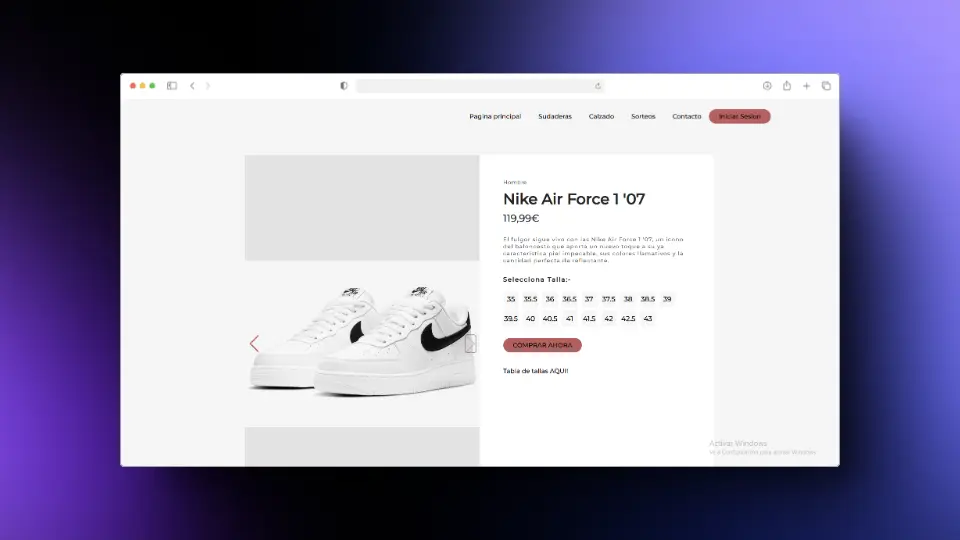 Pagina principal Sudaderas Calzado Sorteos Contacto Iniciar Sesion
Hombre
Nike Air Force 1 '07
119,99€
El fulgor sigue vivo con las Nike Air Force 1 '07; un icono
del baloncesto que aporta un nuevo toque a su ya
característica piel impecable, sus colores llamativos y la
cantidad perfecta de reflectante.
Selecciona Talla:-
35 35.5 36 36.5 37 37.5 38 38.5 39
39.5 40 40.5 41 41.5 42 42.5 43
COMPRAR AHORA
Tabla de tallas AQUI!
Activar Windows
Ve a Configuración para activar Windows.